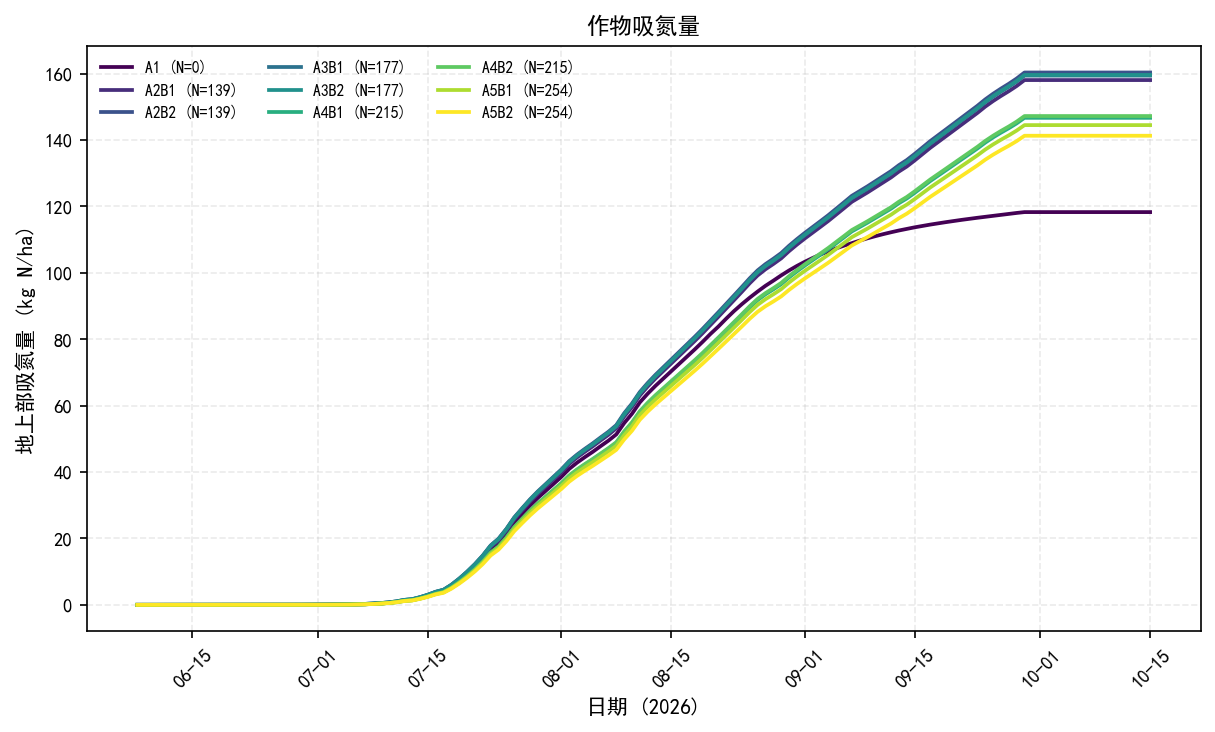 作物吸氮量
A1 (N=0)
A2B1 (N=139)
A2B2 (N=139)
A3B1 (N=177)
A3B2 (N=177)
A4B1 (N=215)
A4B2 (N=215)
A5B1 (N=254)
A5B2 (N=254)
地上部吸氮量 (kg N/ha)
160
140
120
100
80
60
40
20
0
06-15
07-01
07-15
08-01
08-15
09-01
09-15
10-01
10-15
日期 (2026)